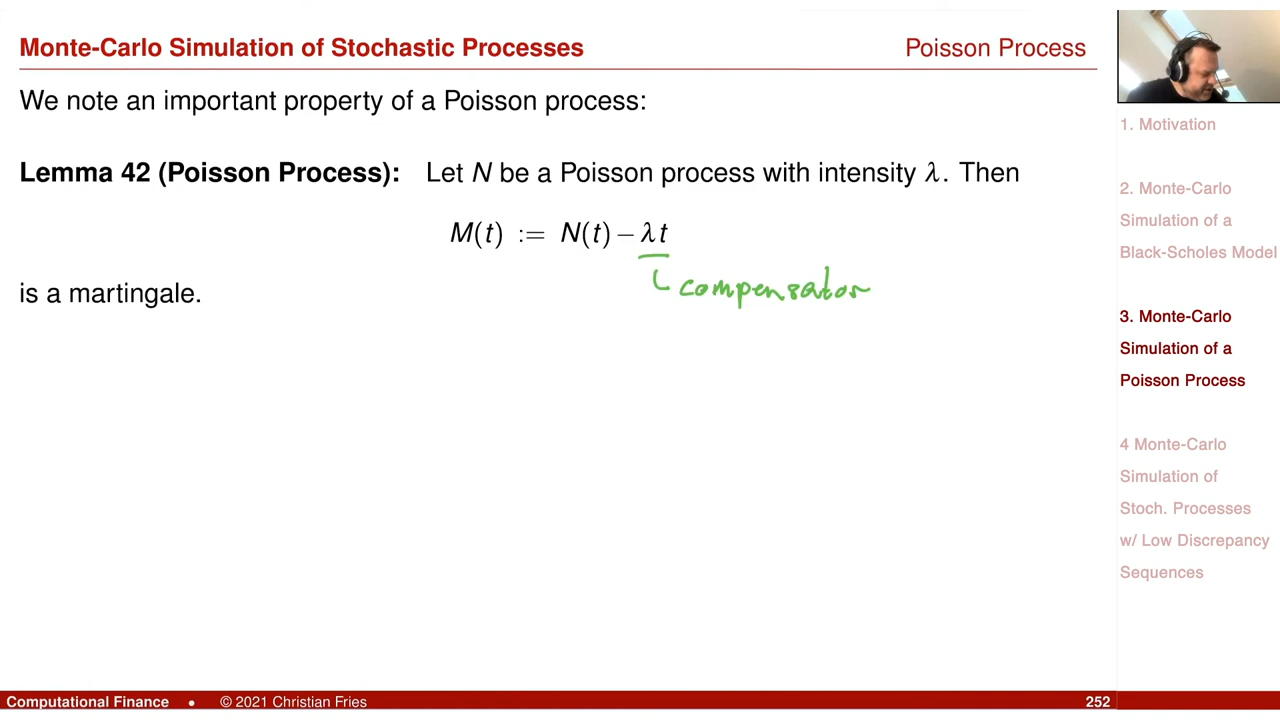 Monte-Carlo Simulation of Stochastic Processes
Poisson Process
We note an important property of a Poisson process:
Lemma 42 (Poisson Process): Let N be a Poisson process with intensity λ. Then
M(t) := N(t) − λt
compensator
is a martingale.
1. Motivation
2. Monte-Carlo
Simulation of a
Black-Scholes Model
3. Monte-Carlo
Simulation of a
Poisson Process
4 Monte-Carlo
Simulation of
Stoch. Processes
w/ Low Discrepancy
Sequences
Computational Finance • © 2021 Christian Fries
252